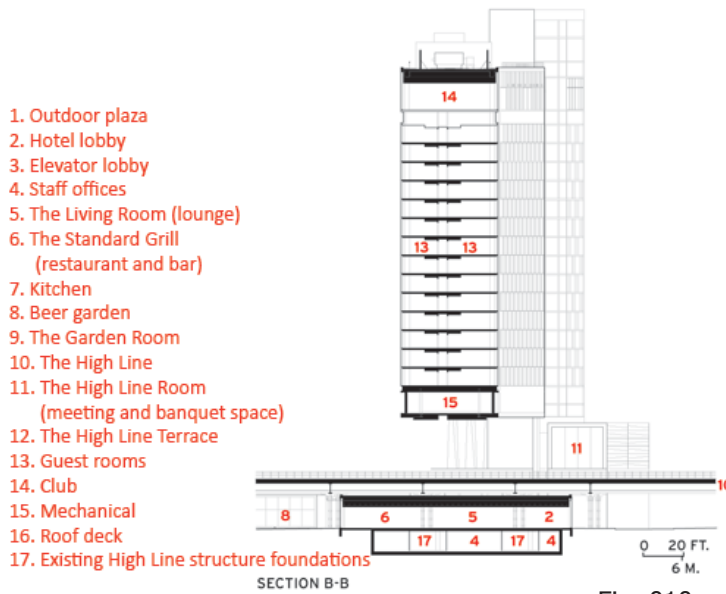 1. Outdoor plaza
2. Hotel lobby
3. Elevator lobby
4. Staff offices
5. The Living Room (lounge)
6. The Standard Grill
(restaurant and bar)
7. Kitchen
8. Beer garden
9. The Garden Room
10. The High Line
11. The High Line Room
(meeting and banquet space)
12. The High Line Terrace
13. Guest rooms
14. Club
15. Mechanical
16. Roof deck
17. Existing High Line structure foundations
14
13 13
15
11
10
8 6 5 2
17 4 17 4
0 20 FT.
6 M.
SECTION B-B